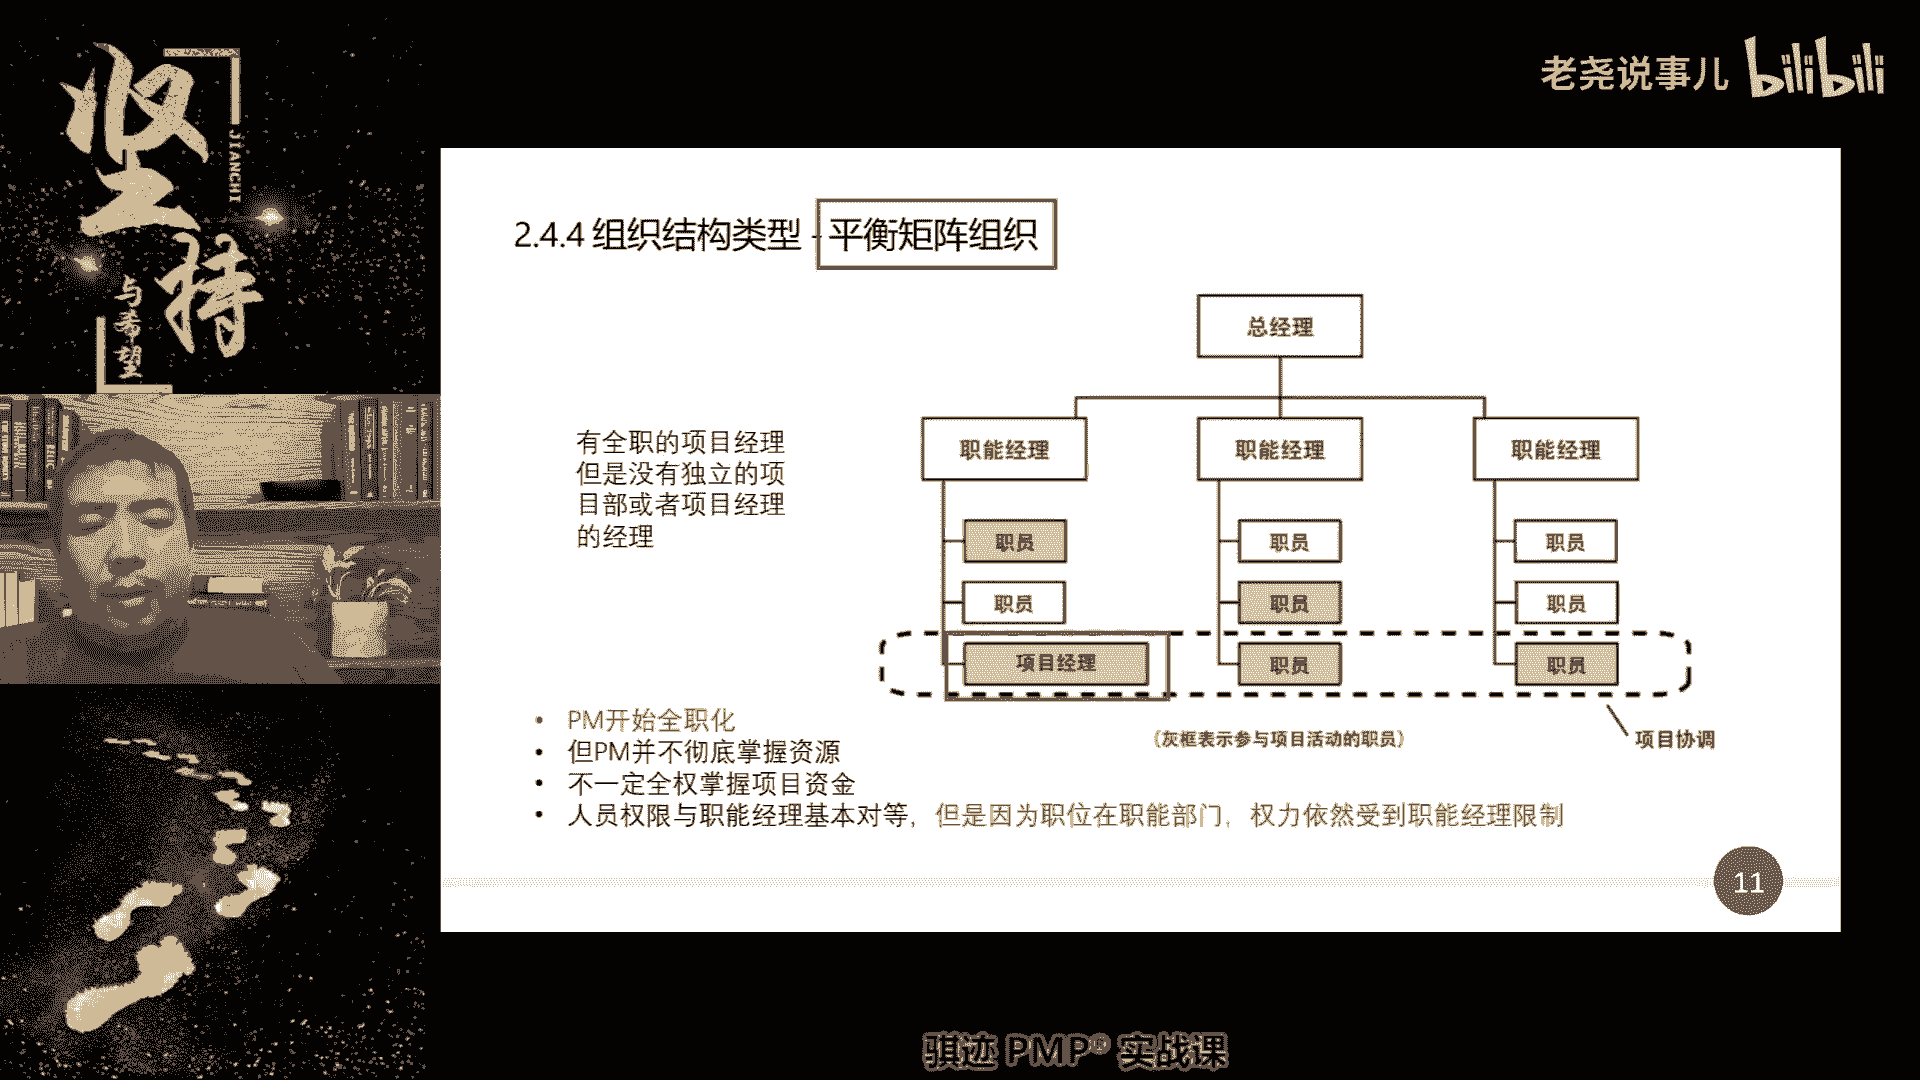 坚持
JIANCHI
与希望
老尧说事儿 bilibili
2.4.4 组织结构类型 - 平衡矩阵组织
总经理
职能经理 职能经理 职能经理
有全职的项目经理
但是没有独立的项
目部或者项目经理
的经理
职员 职员 职员
职员 职员 职员
项目经理 职员 职员
(灰框表示参与项目活动的职员)
项目协调
• PM开始全职化
• 但PM并不彻底掌握资源
• 不一定全权掌握项目资金
• 人员权限与职能经理基本对等，但是因为职位在职能部门，权力依然受到职能经理限制
11
骐迹 PMP® 实战课